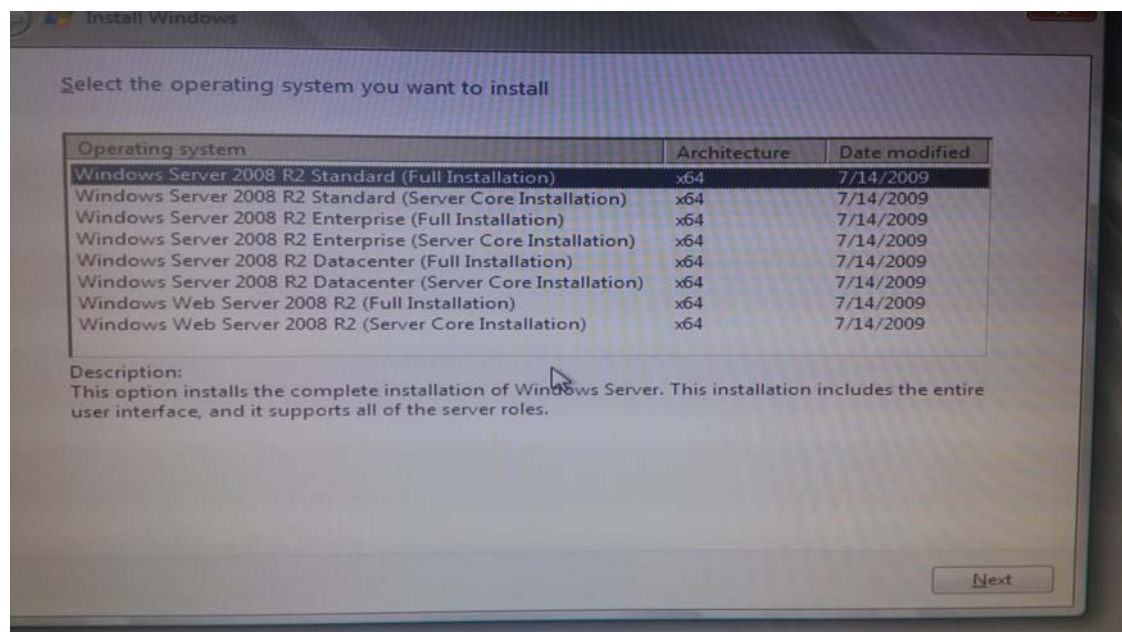 Install Windows
Select the operating system you want to install
Operating system Architecture Date modified
Windows Server 2008 R2 Standard (Full Installation) x64 7/14/2009
Windows Server 2008 R2 Standard (Server Core Installation) x64 7/14/2009
Windows Server 2008 R2 Enterprise (Full Installation) x64 7/14/2009
Windows Server 2008 R2 Enterprise (Server Core Installation) x64 7/14/2009
Windows Server 2008 R2 Datacenter (Full Installation) x64 7/14/2009
Windows Server 2008 R2 Datacenter (Server Core Installation) x64 7/14/2009
Windows Web Server 2008 R2 (Full Installation) x64 7/14/2009
Windows Web Server 2008 R2 (Server Core Installation) x64 7/14/2009
Description:
This option installs the complete installation of Windows Server. This installation includes the entire
user interface, and it supports all of the server roles.
Next